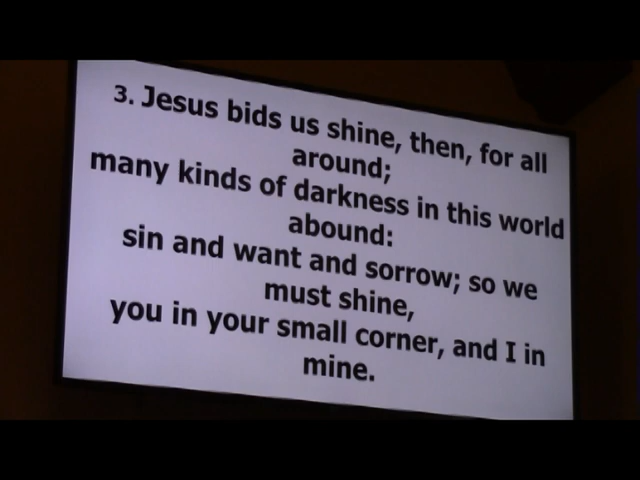 3. Jesus bids us shine, then, for all
around;
many kinds of darkness in this world
abound:
sin and want and sorrow; so we
must shine,
you in your small corner, and I in
mine.